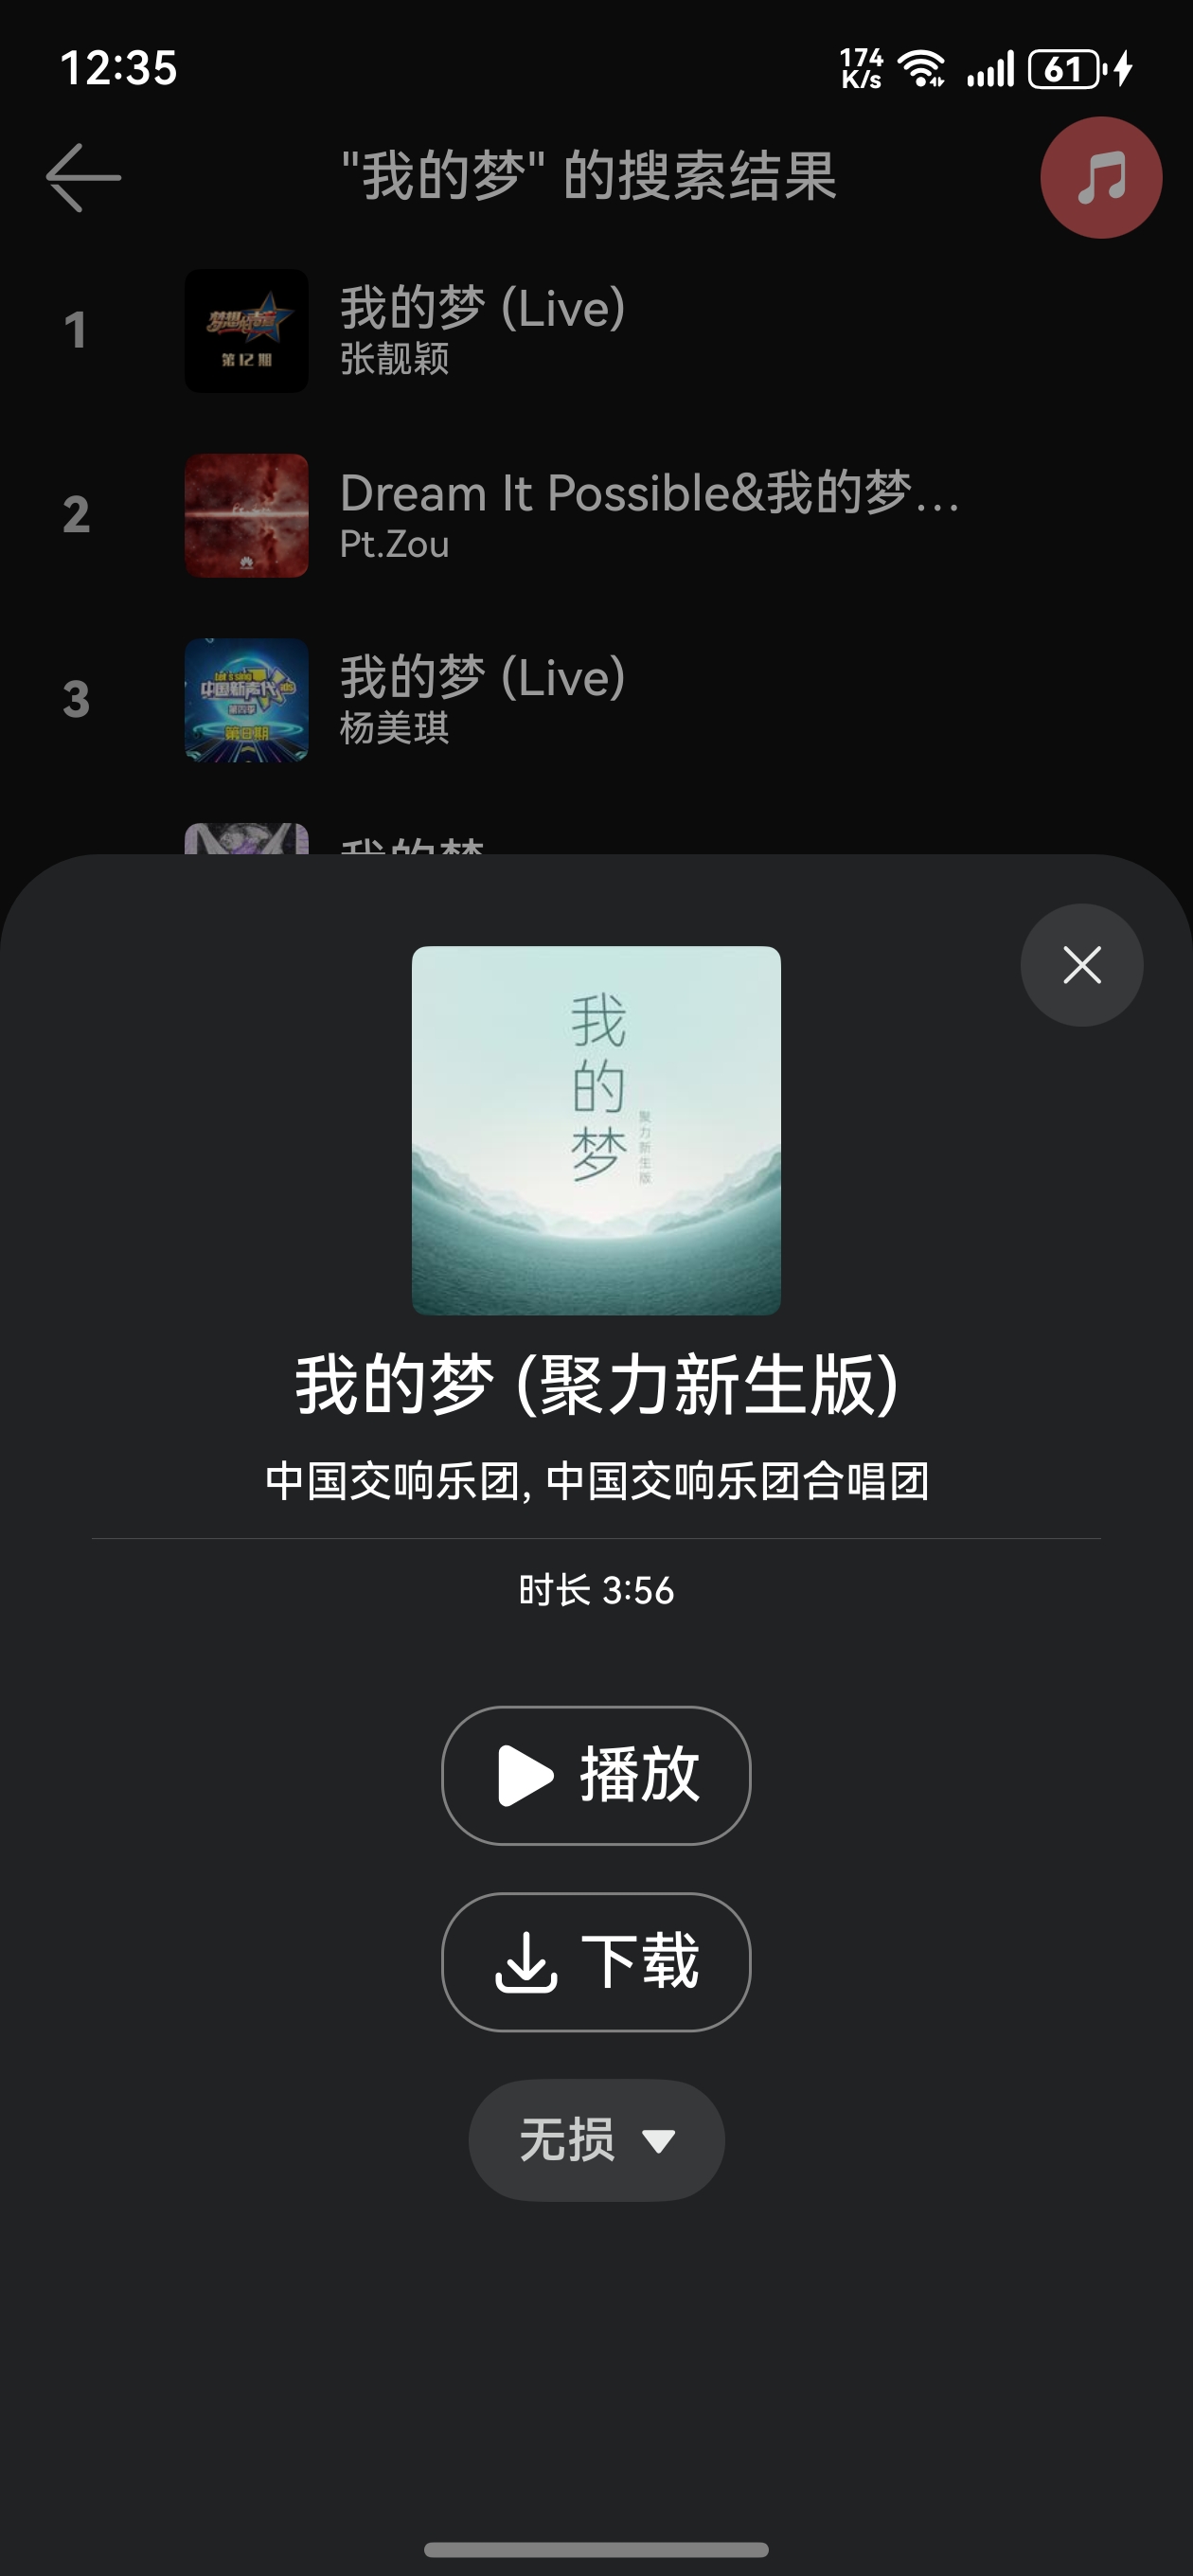 12:35
174
K/s
61
"我的梦" 的搜索结果
1
梦想的声音
第12期
我的梦 (Live)
张靓颖
2
Dream It Possible&我的梦...
Pt.Zou
3
Let's sing
Kids
中国新声代
第四季
第8期
我的梦 (Live)
杨美琪
我的梦
我
的
梦
聚力新生版
我的梦 (聚力新生版)
中国交响乐团, 中国交响乐团合唱团
时长 3:56
播放
下载
无损